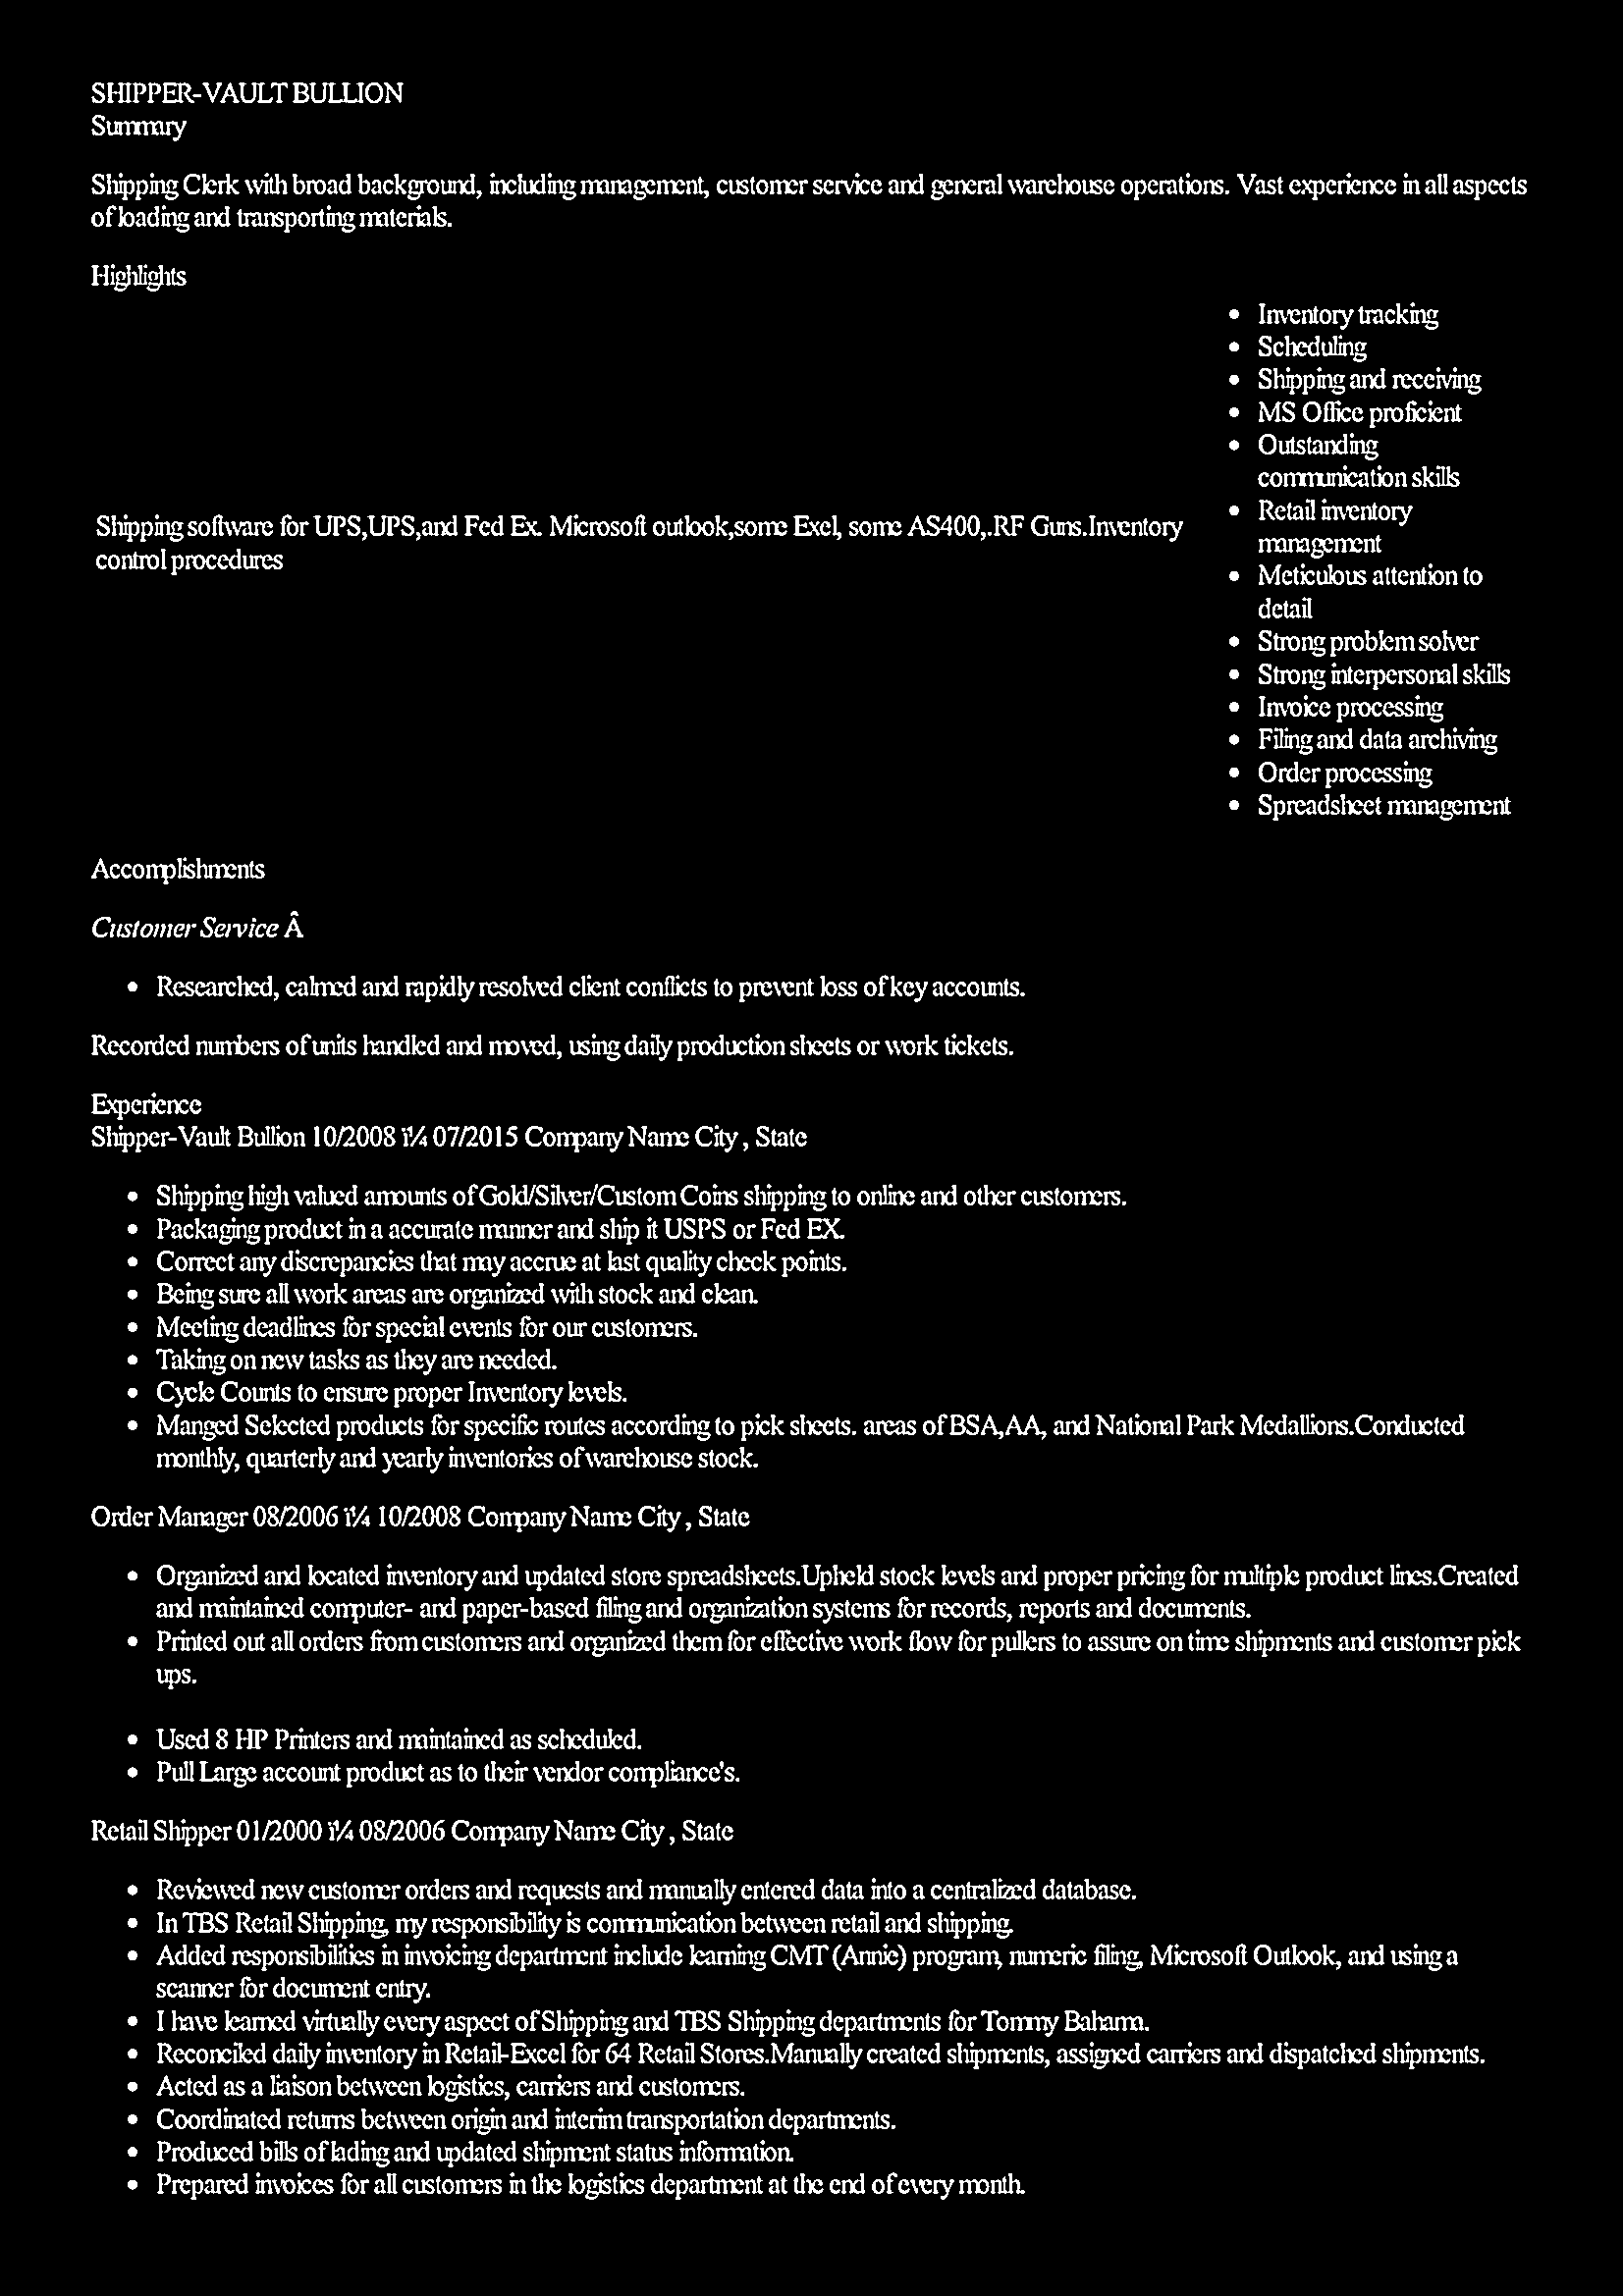 SHIPPER-VAULT BULLION
Summary
Shipping Clerk with broad background, including management, customer service and general warehouse operations. Vast experience in all aspects
of loading and transporting materials.
Highlights
Shipping software for UPS,UPS,and Fed Ex. Microsoft outlook,some Exel, some AS400,.RF Guns.Inventory
control procedures
• Inventory tracking
• Scheduling
• Shipping and receiving
• MS Office proficient
• Outstanding
communication skills
• Retail inventory
management
• Meticulous attention to
detail
• Strong problem solver
• Strong interpersonal skills
• Invoice processing
• Filing and data archiving
• Order processing
• Spreadsheet management
Accomplishments
Customer Service Â
• Researched, calmed and rapidly resolved client conflicts to prevent loss of key accounts.
Recorded numbers of units handled and moved, using daily production sheets or work tickets.
Experience
Shipper-Vault Bullion 10/2008 ï¼ 07/2015 Company Name City , State
• Shipping high valued amounts of Gold/Silver/Custom Coins shipping to online and other customers.
• Packaging product in a accurate manner and ship it USPS or Fed EX.
• Correct any discrepancies that may accrue at last quality check points.
• Being sure all work areas are organized with stock and clean.
• Meeting deadlines for special events for our customers.
• Taking on new tasks as they are needed.
• Cycle Counts to ensure proper Inventory levels.
• Manged Selected products for specific routes according to pick sheets. areas of BSA,AA, and National Park Medallions.Conducted
monthly, quarterly and yearly inventories of warehouse stock.
Order Manager 08/2006 ï¼ 10/2008 Company Name City , State
• Organized and located inventory and updated store spreadsheets.Upheld stock levels and proper pricing for multiple product lines.Created
and maintained computer- and paper-based filing and organization systems for records, reports and documents.
• Printed out all orders from customers and organized them for effective work flow for pullers to assure on time shipments and customer pick
ups.
• Used 8 HP Printers and maintained as scheduled.
• Pull Large account product as to their vendor compliance's.
Retail Shipper 01/2000 ï¼ 08/2006 Company Name City , State
• Reviewed new customer orders and requests and manually entered data into a centralized database.
• In TBS Retail Shipping, my responsibility is communication between retail and shipping.
• Added responsibilities in invoicing department include learning CMT (Annie) program, numeric filing, Microsoft Outlook, and using a
scanner for document entry.
• I have learned virtually every aspect of Shipping and TBS Shipping departments for Tommy Bahama.
• Reconciled daily inventory in Retail-Excel for 64 Retail Stores.Manually created shipments, assigned carriers and dispatched shipments.
• Acted as a liaison between logistics, carriers and customers.
• Coordinated returns between origin and interim transportation departments.
• Produced bills of lading and updated shipment status information.
• Prepared invoices for all customers in the logistics department at the end of every month.